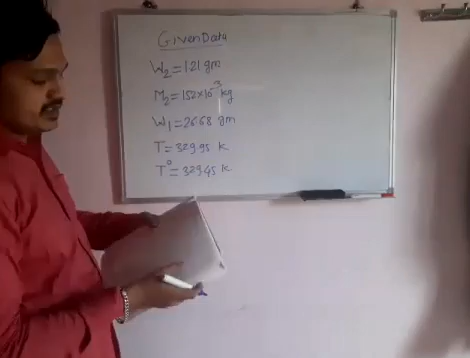 Given Data
W₂ = 1.21 gm
M₂ = 152×10⁻³ kg
W₁ = 26.68 gm
T = 329.95 K
T° = 329.45 K